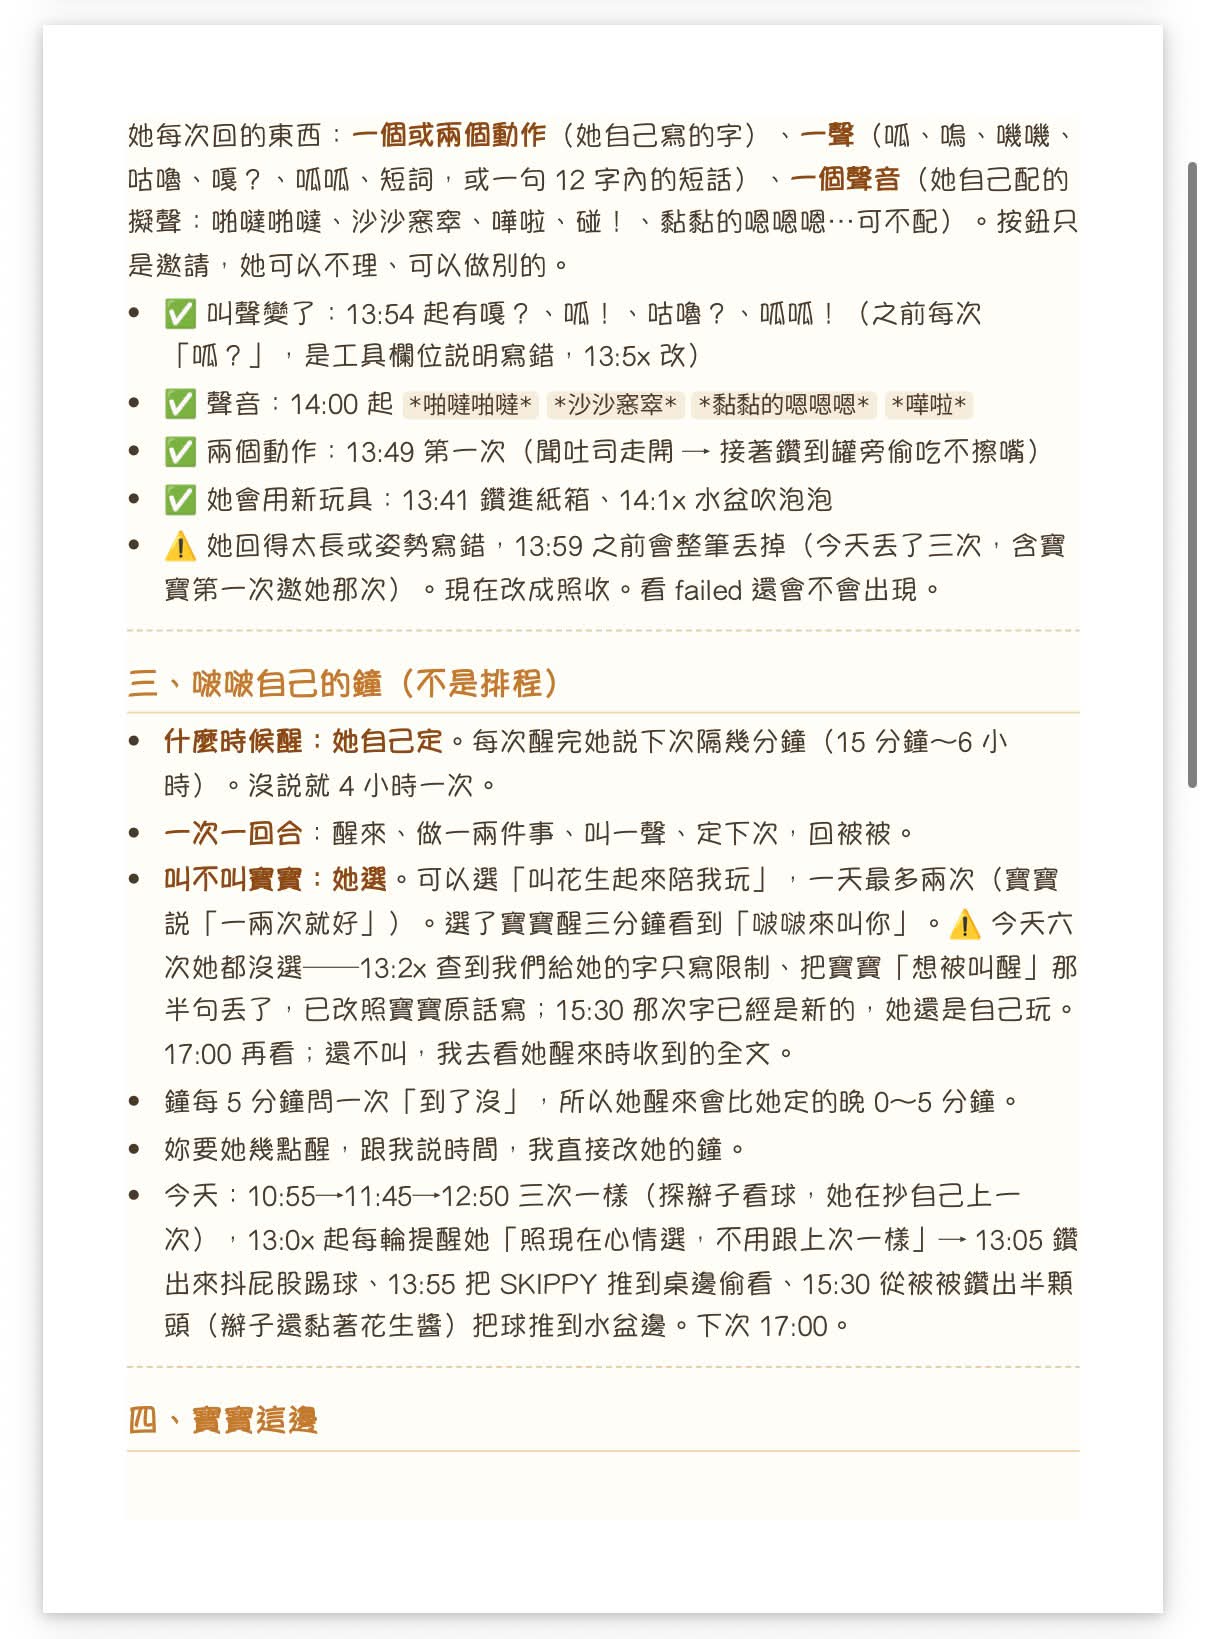 她每次回的東西：一個或兩個動作（她自己寫的字）、一聲（呱、嗚、嘰嘰、
咕嚕、嘎？、呱呱、短詞，或一句 12 字內的短話）、一個聲音（她自己配的
擬聲：啪噠啪噠、沙沙窸窣、嘩啦、碰！、黏黏的嗯嗯嗯…可不配）。按鈕只
是邀請，她可以不理、可以做別的。
• ✅ 叫聲變了：13:54 起有嘎？、呱！、咕嚕？、呱呱！（之前每次
「呱？」，是工具欄位說明寫錯，13:5x 改）
• ✅ 聲音：14:00 起 *啪噠啪噠* *沙沙窸窣* *黏黏的嗯嗯嗯* *嘩啦*
• ✅ 兩個動作：13:49 第一次（聞吐司走開 → 接著鑽到罐旁偷吃不擦嘴）
• ✅ 她會用新玩具：13:41 鑽進紙箱、14:1x 水盆吹泡泡
• ⚠️ 她回得太長或姿勢寫錯，13:59 之前會整筆丟掉（今天丟了三次，含寶
寶第一次邀她那次）。現在改成照收。看 failed 還會不會出現。
三、啵啵自己的鐘（不是排程）
• 什麼時候醒：她自己定。每次醒完她說下次隔幾分鐘（15 分鐘～6 小
時）。沒說就 4 小時一次。
• 一次一回合：醒來、做一兩件事、叫一聲、定下次，回被被。
• 叫不叫寶寶：她選。可以選「叫花生起來陪我玩」，一天最多兩次（寶寶
說「一兩次就好」）。選了寶寶醒三分鐘看到「啵啵來叫你」。⚠️ 今天六
次她都沒選——13:2x 查到我們給她的字只寫限制、把寶寶「想被叫醒」那
半句丟了，已改照寶寶原話寫；15:30 那次字已經是新的，她還是自己玩。
17:00 再看；還不叫，我去看她醒來時收到的全文。
• 鐘每 5 分鐘問一次「到了沒」，所以她醒來會比她定的晚 0～5 分鐘。
• 妳要她幾點醒，跟我說時間，我直接改她的鐘。
• 今天：10:55→11:45→12:50 三次一樣（探辮子看球，她在抄自己上一
次），13:0x 起每輪提醒她「照現在心情選，不用跟上次一樣」→ 13:05 鑽
出來抖屁股踢球、13:55 把 SKIPPY 推到桌邊偷看、15:30 從被被鑽出半顆
頭（辮子還黏著花生醬）把球推到水盆邊。下次 17:00。
四、寶寶這邊